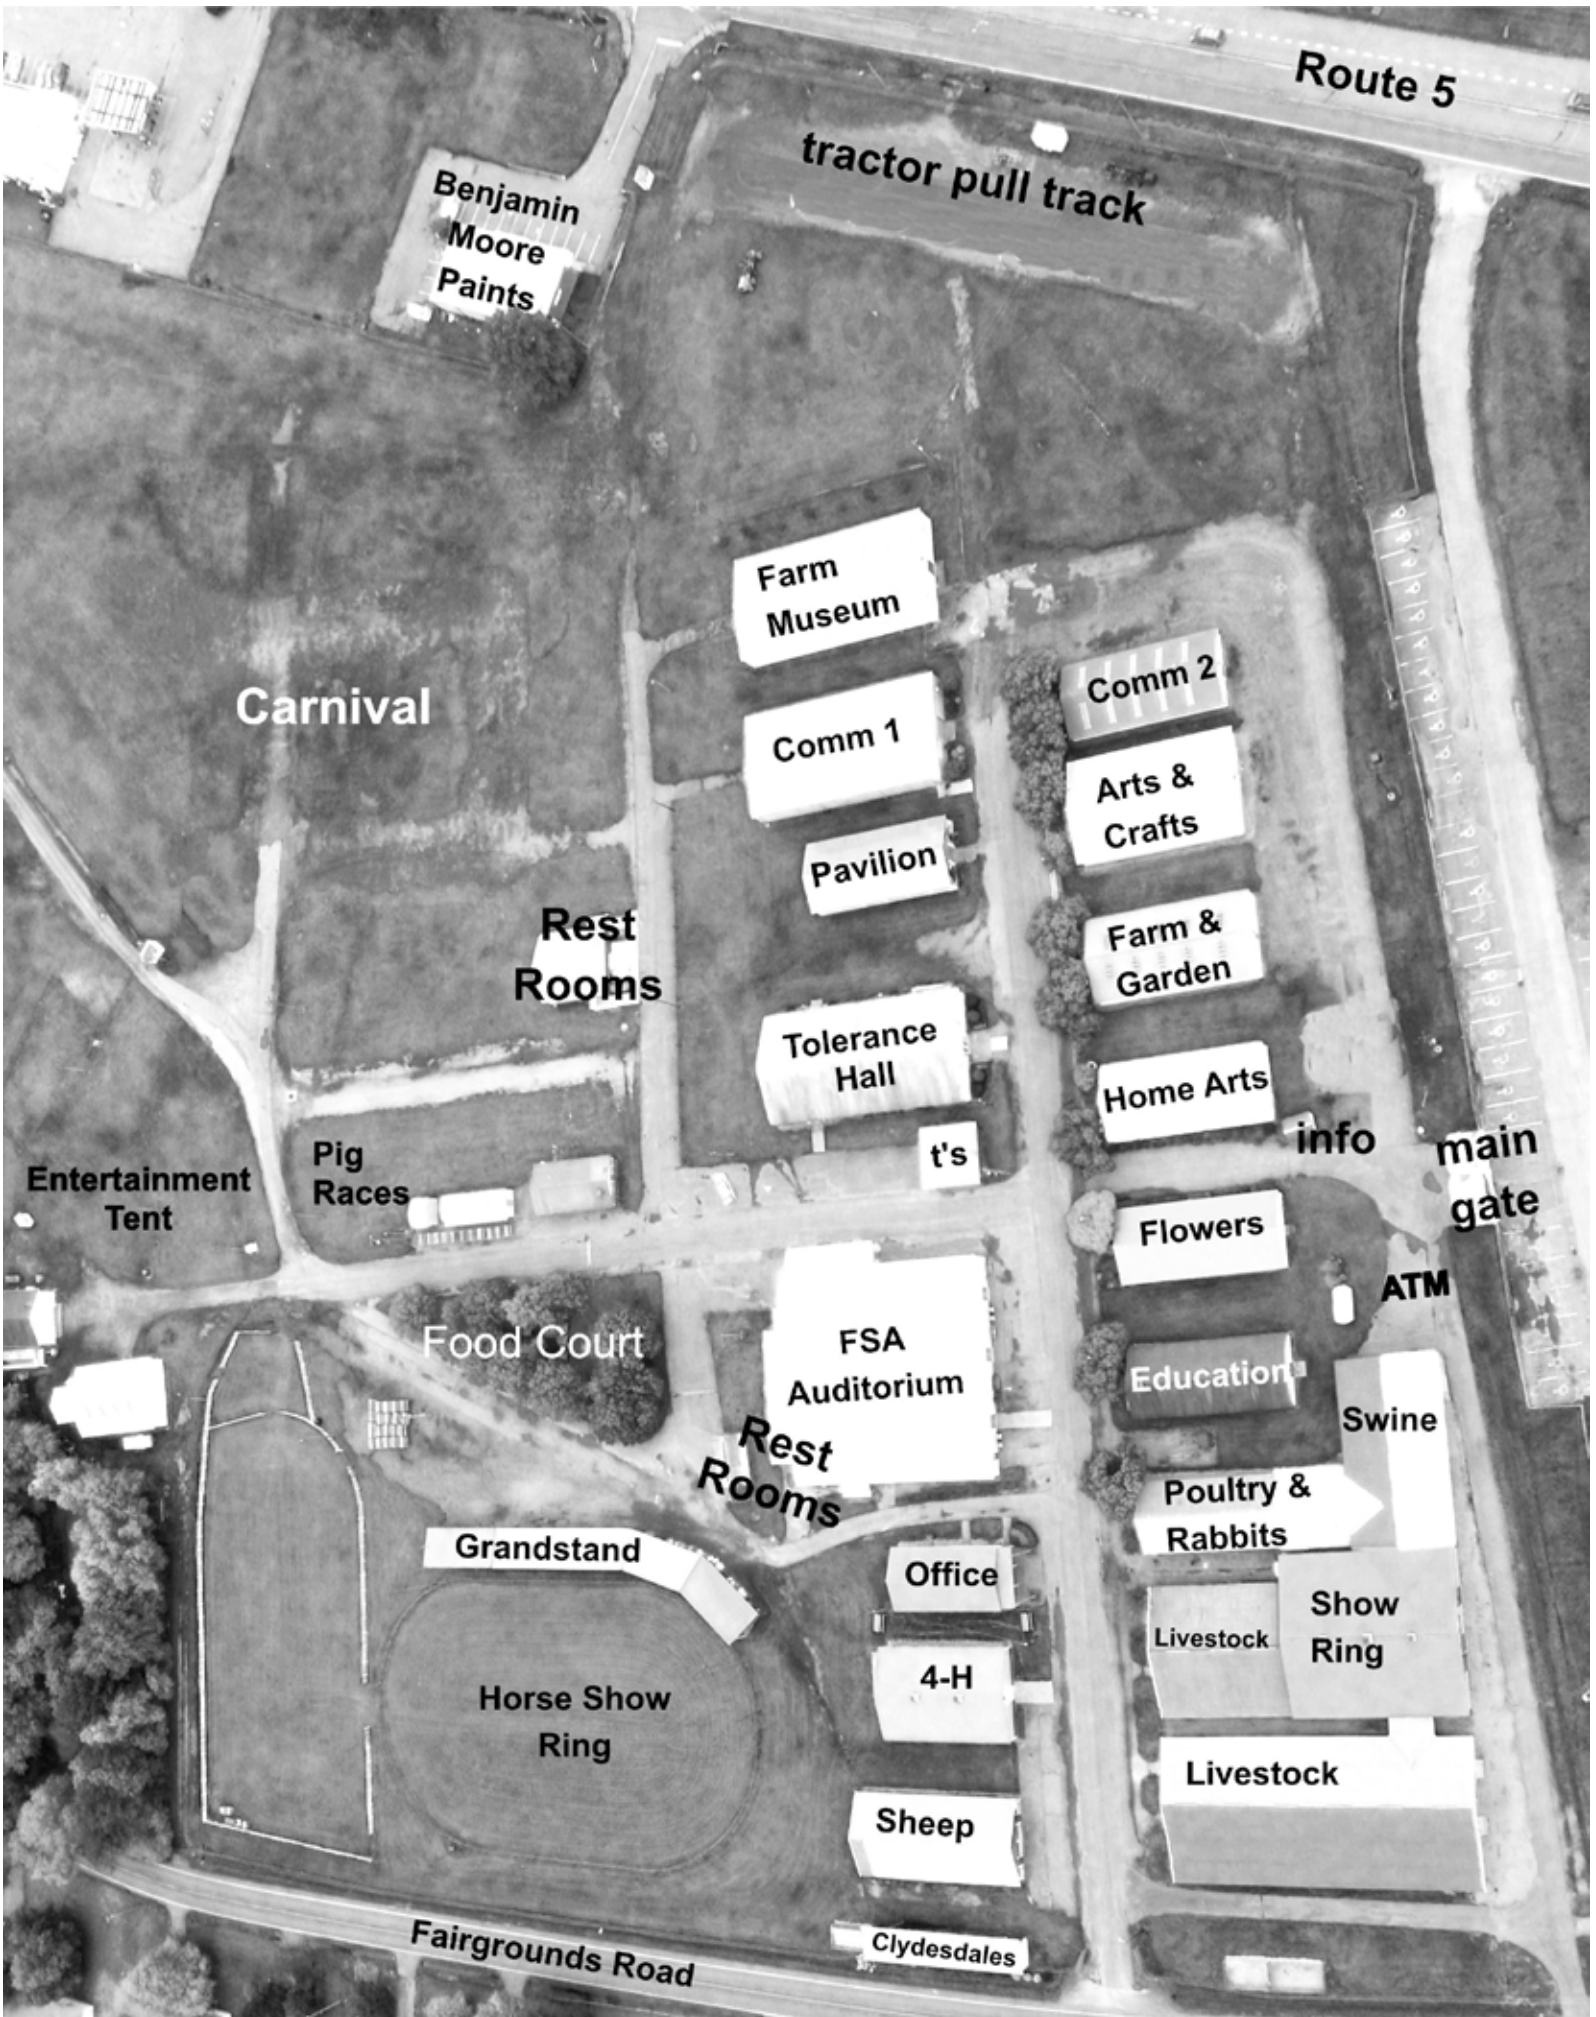 Route 5
tractor pull track
Benjamin
Moore
Paints
Farm
Museum
Comm 2
Carnival
Comm 1
Arts &
Crafts
Pavilion
Rest
Rooms
Farm &
Garden
Tolerance
Hall
Home Arts
info
main
gate
t's
Pig
Races
Entertainment
Tent
Flowers
ATM
Food Court
FSA
Auditorium
Education
Swine
Rest
Rooms
Poultry &
Rabbits
Grandstand
Office
Show
Ring
Livestock
4-H
Horse Show
Ring
Livestock
Sheep
Fairgrounds Road
Clydesdales